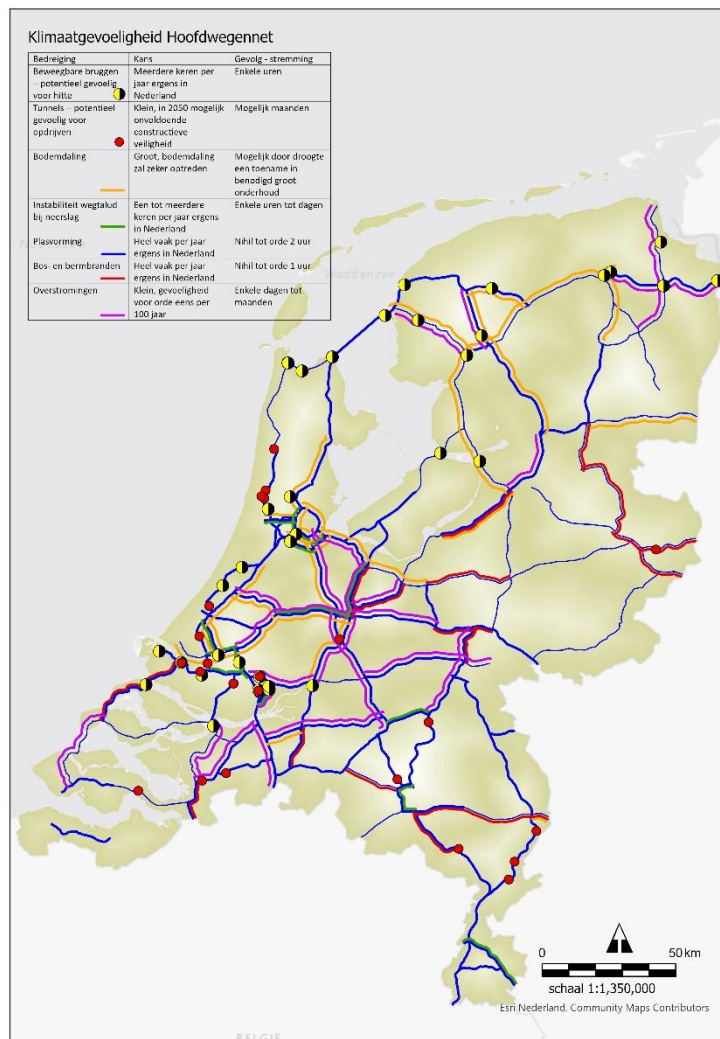 Klimaatgevoeligheid Hoofdwegennet
Bedreiging Kans Gevolg - stremming
Beweegbare bruggen Meerdere keren per Enkele uren
– potentieel gevoelig jaar ergens in
voor hitte Nederland
Tunnels – potentieel Klein, in 2050 mogelijk Mogelijk maanden
gevoelig voor onvoldoende
opdrijven constructieve
veiligheid
Bodemdaling Groot, bodemdaling Mogelijk door droogte
zal zeker optreden een toename in
benodigd groot
onderhoud
Instabiliteit wegtalud Een tot meerdere Enkele uren tot dagen
bij neerslag keren per jaar ergens
in Nederland
Plasvorming Heel vaak per jaar Nihil tot orde 2 uur
ergens in Nederland
Bos- en bermbranden Heel vaak per jaar Nihil tot orde 1 uur
ergens in Nederland
Overstromingen Klein, gevoeligheid Enkele dagen tot
voor orde eens per maanden
100 jaar
Waddenzee
0 50 km
schaal 1:1,350,000
Esri Nederland, Community Maps Contributors
BELGIË